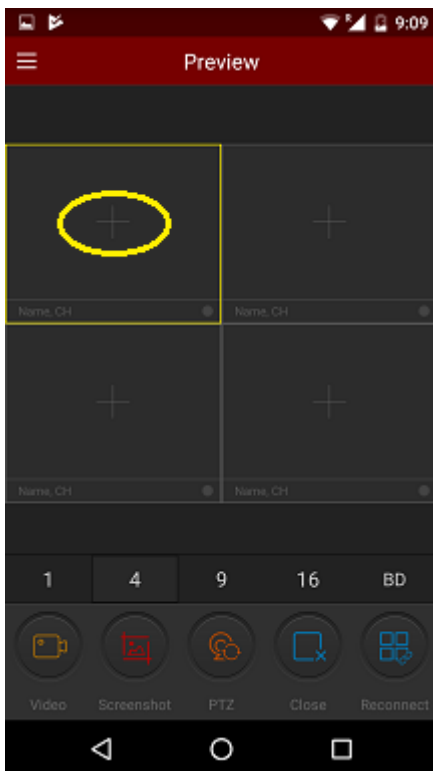 R 9:09
Preview
Name, CH Name, CH
Name, CH Name, CH
1 4 9 16 BD
Video Screenshot PTZ Close Reconnect